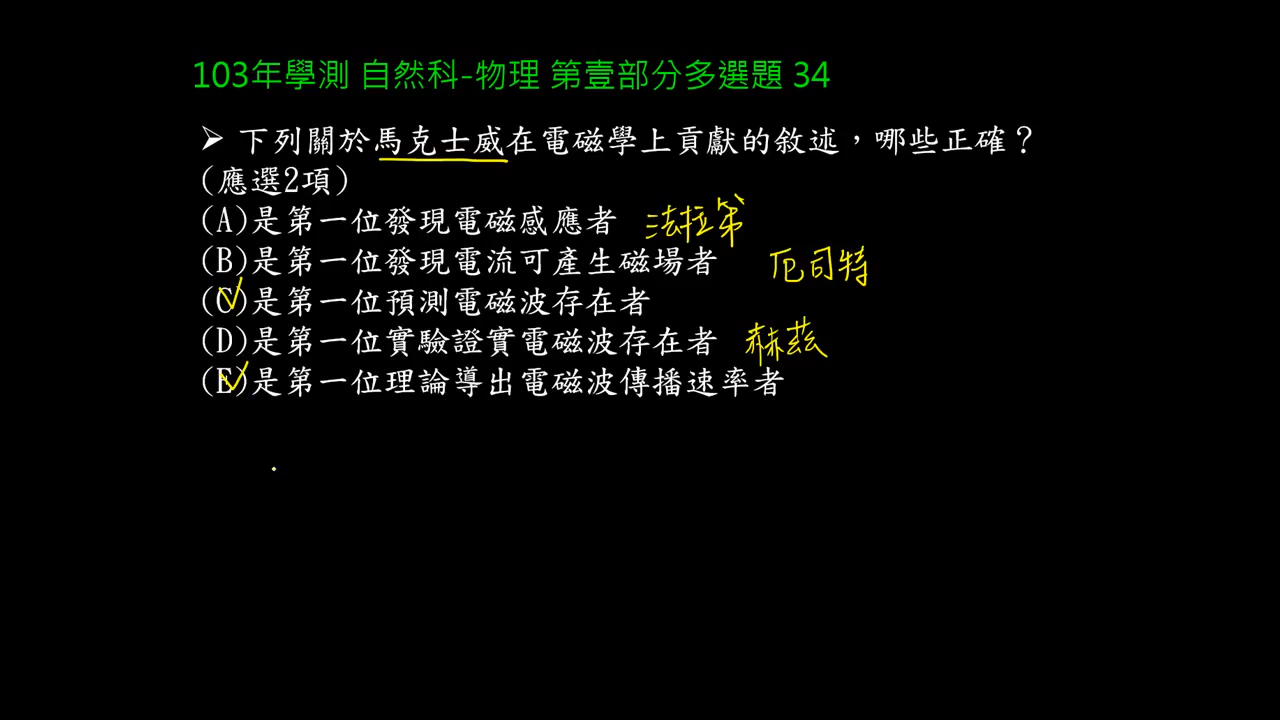 103年學測 自然科-物理 第壹部分多選題 34
➢ 下列關於馬克士威在電磁學上貢獻的敘述，哪些正確？
(應選2項)
(A)是第一位發現電磁感應者 法拉第
(B)是第一位發現電流可產生磁場者 厄司特
(C)是第一位預測電磁波存在者
(D)是第一位實驗證實電磁波存在者 赫茲
(E)是第一位理論導出電磁波傳播速率者